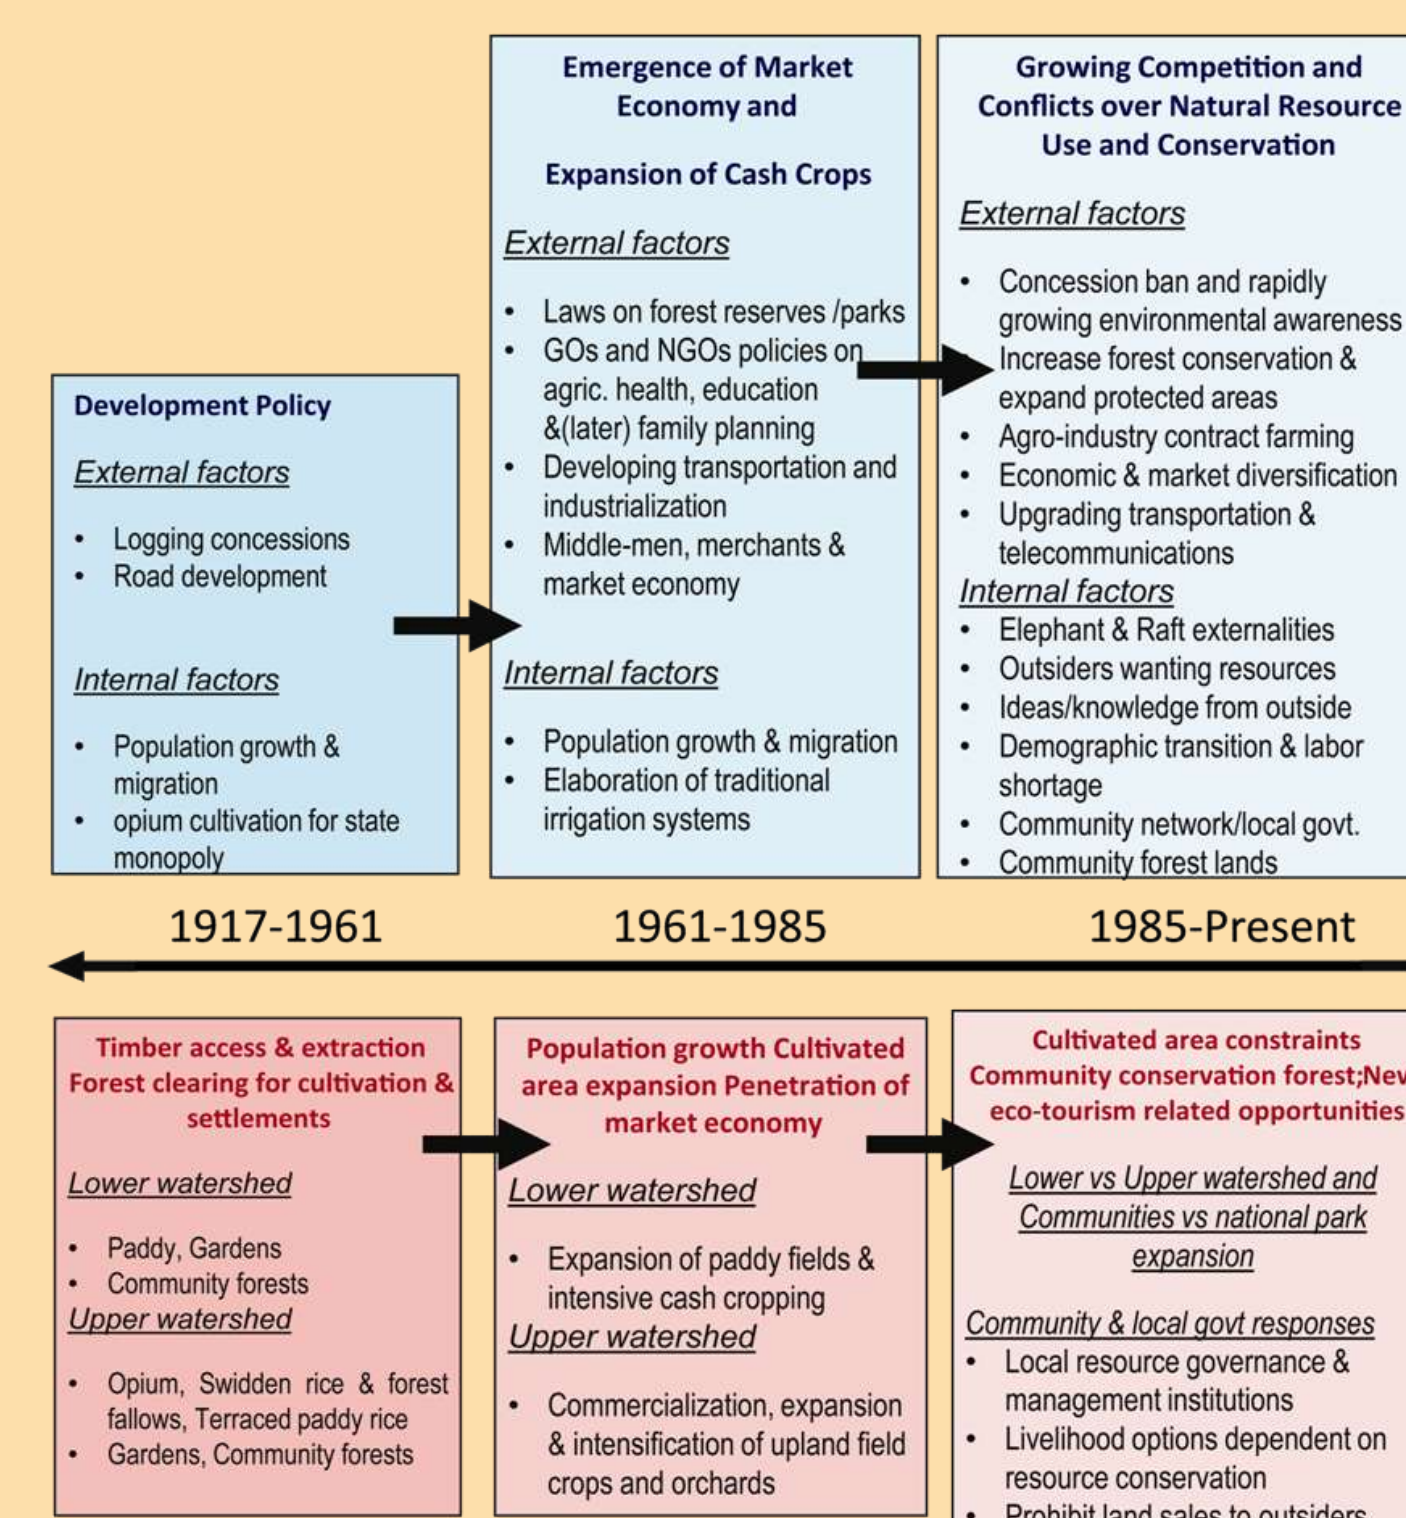 Development Policy
External factors
• Logging concessions
• Road development
Internal factors
• Population growth &
migration
• opium cultivation for state
monopoly
Emergence of Market
Economy and
Expansion of Cash Crops
External factors
• Laws on forest reserves /parks
• GOs and NGOs policies on
agric. health, education
&(later) family planning
• Developing transportation and
industrialization
• Middle-men, merchants &
market economy
Internal factors
• Population growth & migration
• Elaboration of traditional
irrigation systems
Growing Competition and
Conflicts over Natural Resource
Use and Conservation
External factors
• Concession ban and rapidly
growing environmental awareness
Increase forest conservation &
expand protected areas
• Agro-industry contract farming
• Economic & market diversification
• Upgrading transportation &
telecommunications
Internal factors
• Elephant & Raft externalities
• Outsiders wanting resources
• Ideas/knowledge from outside
• Demographic transition & labor
shortage
• Community network/local govt.
• Community forest lands
1917-1961
1961-1985
1985-Present
Timber access & extraction
Forest clearing for cultivation &
settlements
Lower watershed
• Paddy, Gardens
• Community forests
Upper watershed
• Opium, Swidden rice & forest
fallows, Terraced paddy rice
• Gardens, Community forests
Population growth Cultivated
area expansion Penetration of
market economy
Lower watershed
• Expansion of paddy fields &
intensive cash cropping
Upper watershed
• Commercialization, expansion
& intensification of upland field
crops and orchards
Cultivated area constraints
Community conservation forest;New
eco-tourism related opportunities
Lower vs Upper watershed and
Communities vs national park
expansion
Community & local govt responses
• Local resource governance &
management institutions
• Livelihood options dependent on
resource conservation
• Prohibit land sales to outsiders